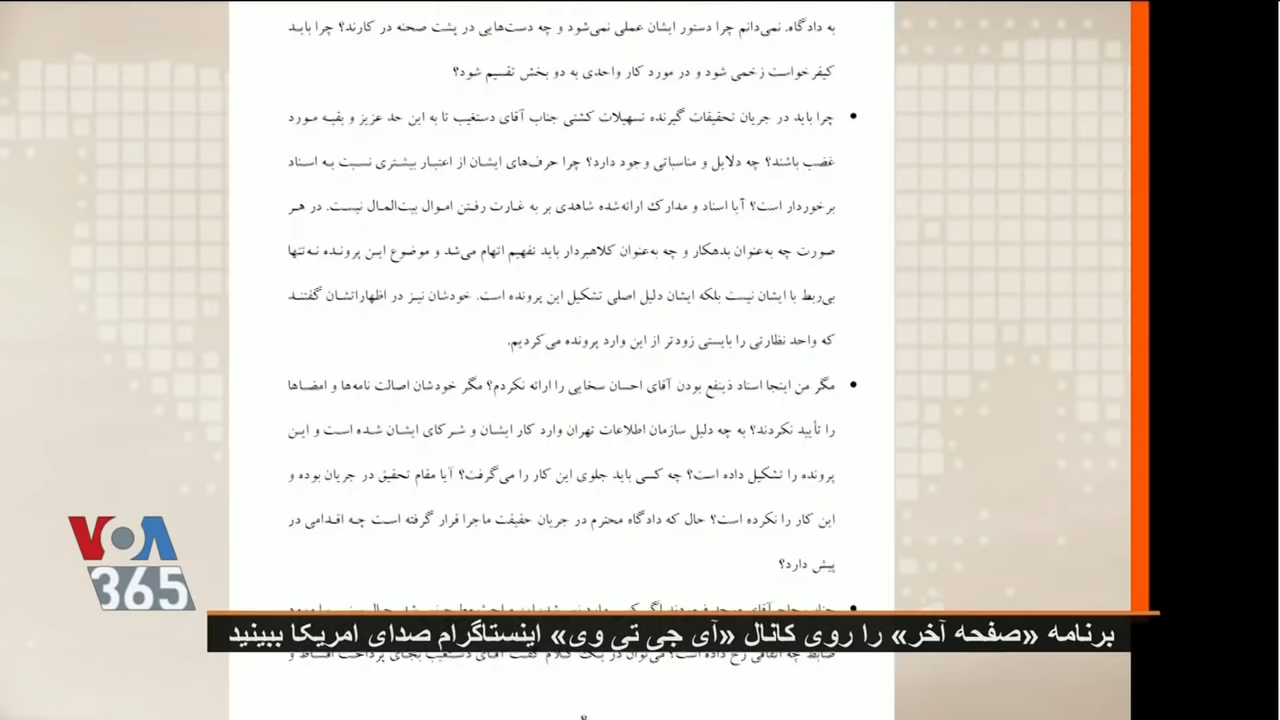 به دادگاه. نمی‌دانم چرا دستور ایشان عملی نمی‌شود و چه دست‌هایی در پشت صحنه در کارند؟ چرا باید
کیفرخواست زخمی شود و در مورد کار واحدی به دو بخش تقسیم شود؟
• چرا باید در جریان تحقیقات گیرنده تسهیلات کشتی جناب آقای دستغیب تا به این حد عزیز و بقیه مورد
غضب باشند؟ چه دلایل و مناسباتی وجود دارد؟ چرا حرف‌های ایشان از اعتبار بیشتری نسبت به اسناد
برخوردار است؟ آیا اسناد و مدارک ارائه‌شده شاهدی بر به غارت رفتن اموال بیت‌المال نیست. در هر
صورت چه به‌عنوان بدهکار و چه به‌عنوان کلاهبردار باید تفهیم اتهام می‌شد و موضوع این پرونده نه‌تنها
بی‌ربط با ایشان نیست بلکه ایشان دلیل اصلی تشکیل این پرونده است. خودشان نیز در اظهاراتشان گفتند
که واحد نظارتی را بایستی زودتر از این وارد پرونده می‌کردیم.
• مگر من اینجا اسناد ذینفع بودن آقای احسان سخایی را ارائه نکردم؟ مگر خودشان اصالت نامه‌ها و امضاها
را تأیید نکردند؟ به چه دلیل سازمان اطلاعات تهران وارد کار ایشان و شرکای ایشان شده است و این
پرونده را تشکیل داده است؟ چه کسی باید جلوی این کار را می‌گرفت؟ آیا مقام تحقیق در جریان بوده و
این کار را نکرده است؟ حال که دادگاه محترم در جریان حقیقت ماجرا قرار گرفته است چه اقدامی در
پیش دارد؟
VOA
365
برنامه «صفحه آخر» را روی کانال «آی جی تی وی» اینستاگرام صدای امریکا ببینید